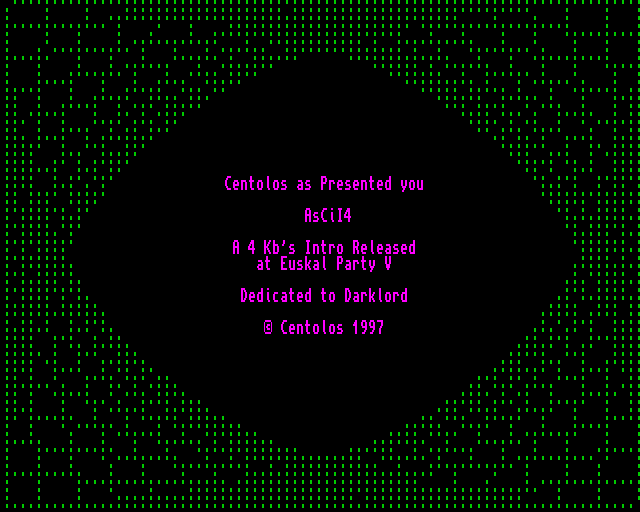 Centolos as Presented you
AsCiI4
A 4 Kb's Intro Released
at Euskal Party V
Dedicated to Darklord
© Centolos 1997